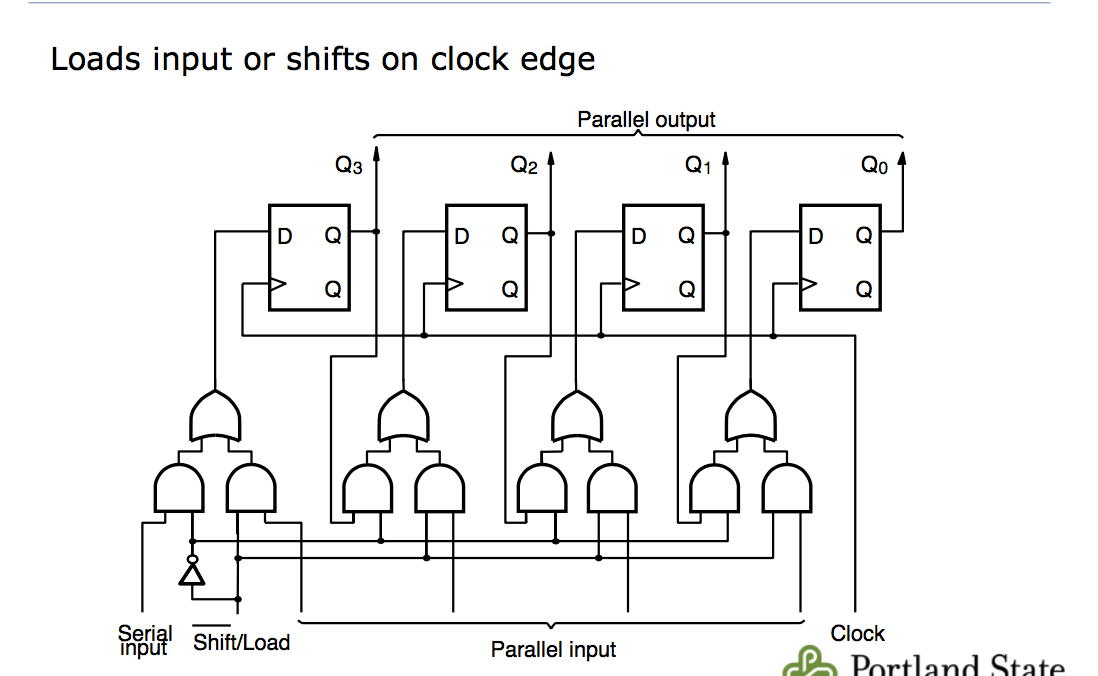 Loads input or shifts on clock edge
Parallel output
Q3 Q2 Q1 Q0
D Q D Q D Q D Q
Q Q Q Q
Serial input
Shift/Load
Parallel input
Clock
Portland State